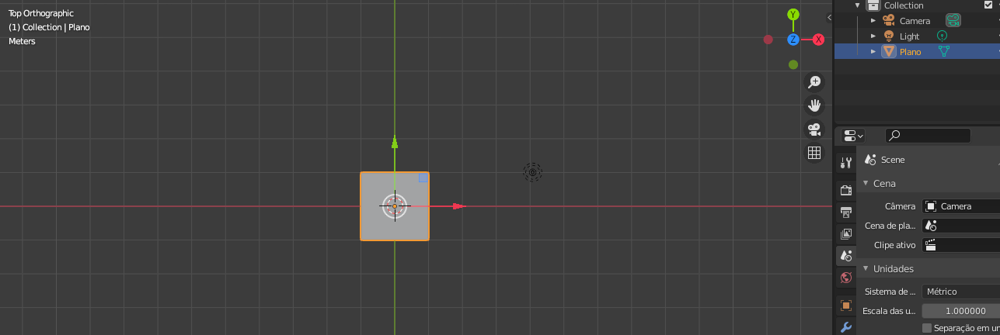 Top Orthographic
(1) Collection | Plano
Meters
Y
Z
X
Collection
Camera
Light
Plano
Scene
Cena
Câmera
Camera
Cena de pla...
Clipe ativo
Unidades
Sistema de ...
Métrico
Escala das u...
1.000000
Separação em un